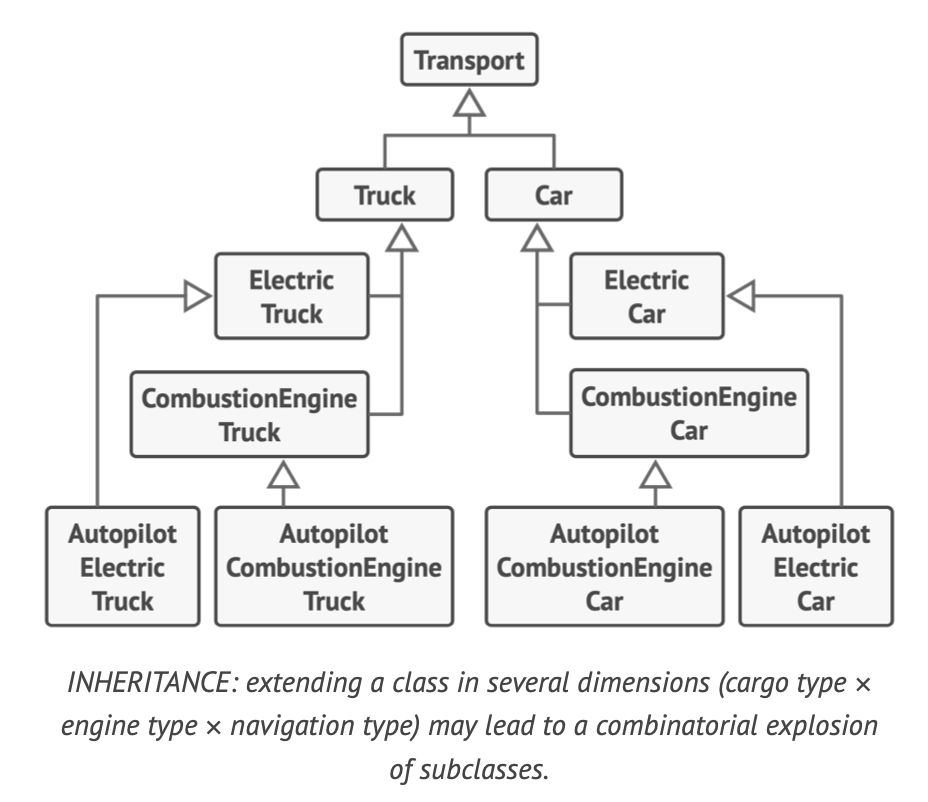 Transport
Truck
Car
Electric
Truck
Electric
Car
CombustionEngine
Truck
CombustionEngine
Car
Autopilot
Electric
Truck
Autopilot
CombustionEngine
Truck
Autopilot
CombustionEngine
Car
Autopilot
Electric
Car
INHERITANCE: extending a class in several dimensions (cargo type ×
engine type × navigation type) may lead to a combinatorial explosion
of subclasses.